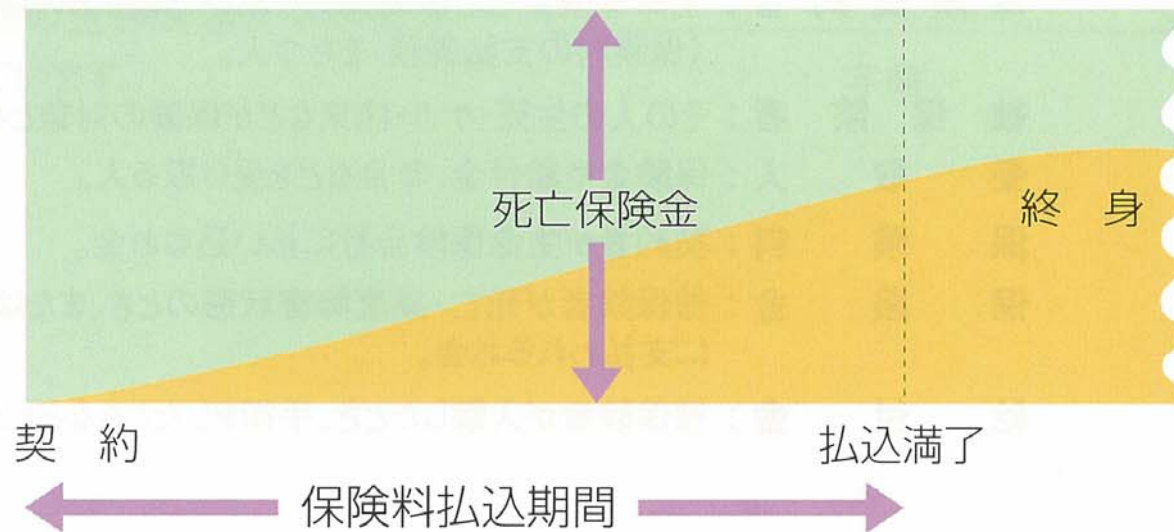 死亡保険金
終 身
契 約
払込満了
保険料払込期間